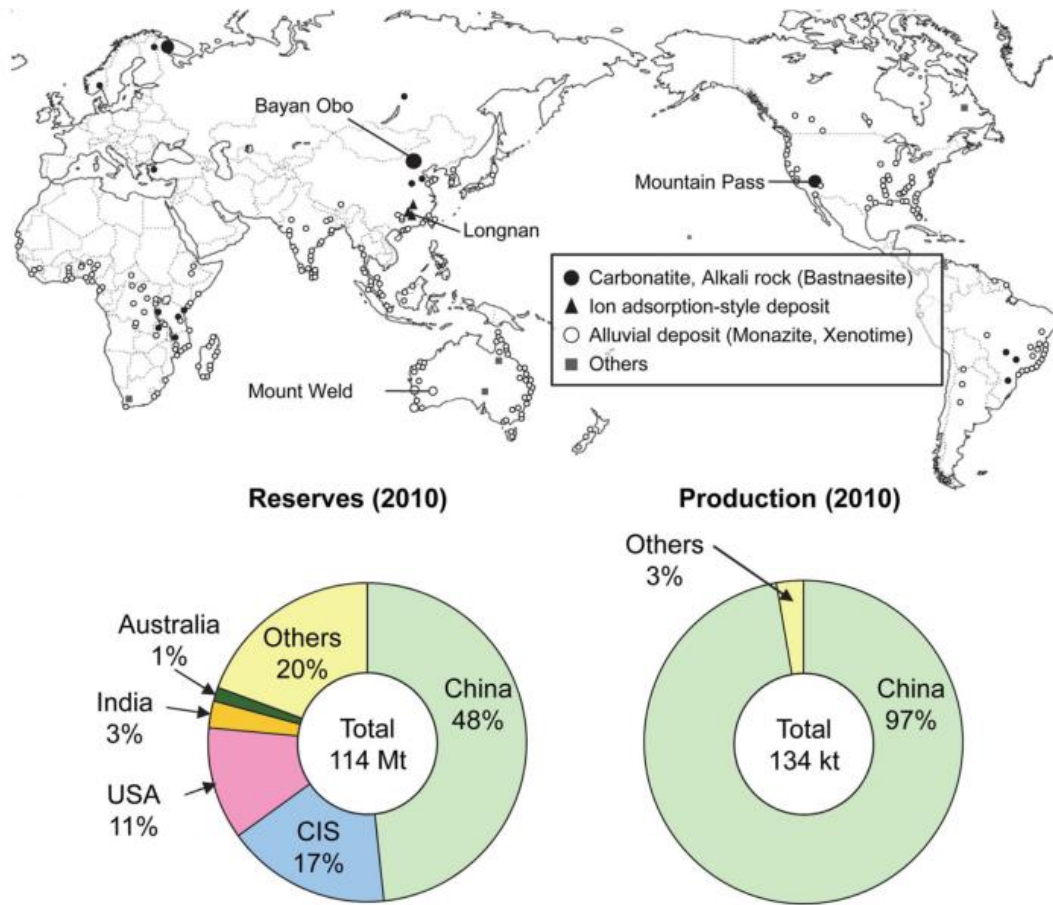 Bayan Obo
Mountain Pass
Longnan
Carbonatite, Alkali rock (Bastnaesite)
Ion adsorption-style deposit
Alluvial deposit (Monazite, Xenotime)
Others
Mount Weld
Reserves (2010)
Production (2010)
Others
20%
Australia
1%
India
3%
USA
11%
CIS
17%
China
48%
Total
114 Mt
Others
3%
China
97%
Total
134 kt